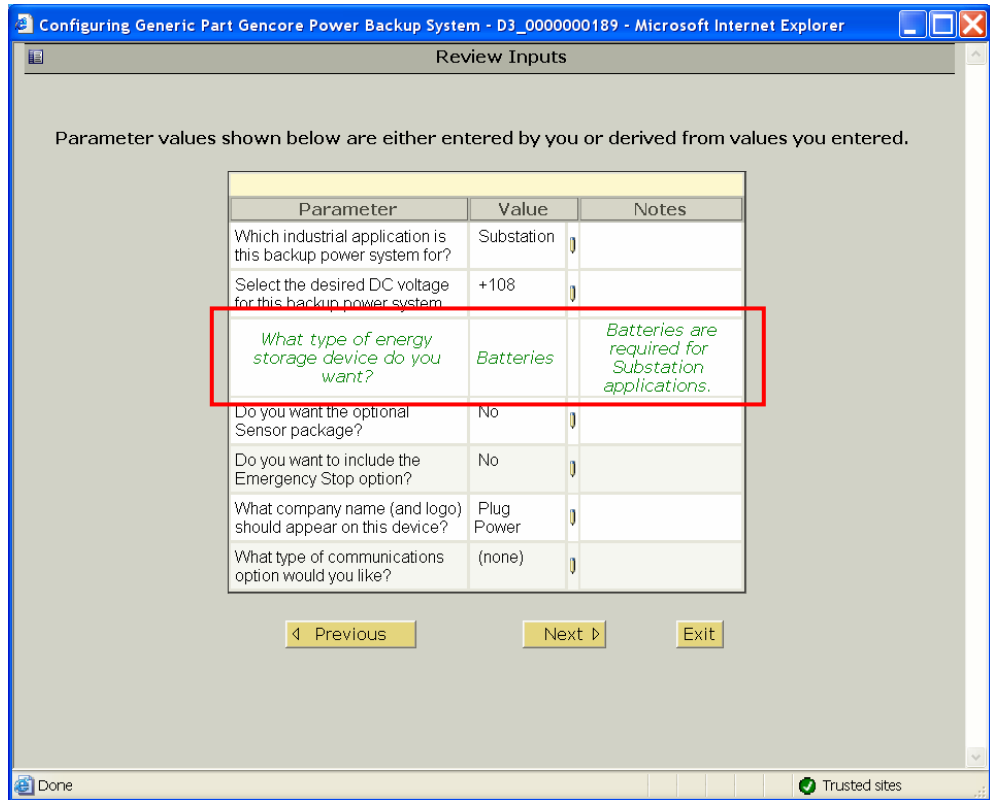 Configuring Generic Part Gencore Power Backup System - D3_0000000189 - Microsoft Internet Explorer
Review Inputs
Parameter values shown below are either entered by you or derived from values you entered.
Parameter Value Notes
Which industrial application is Substation
this backup power system for?
Select the desired DC voltage +108
for this backup power system
What type of energy
storage device do you
want?
Batteries
Batteries are
required for
Substation
applications.
Do you want the optional No
Sensor package?
Do you want to include the No
Emergency Stop option?
What company name (and logo)
should appear on this device?
Plug
Power
What type of communications (none)
option would you like?
Previous Next Exit
Done Trusted sites